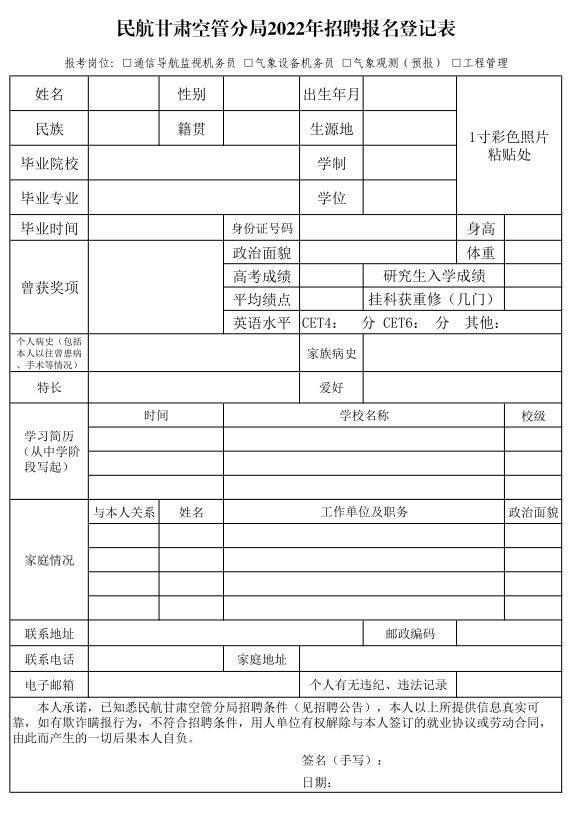 民航甘肃空管分局2022年招聘报名登记表
报考岗位: □通信导航监视机务员 □气象设备机务员 □气象观测(预报) □工程管理
姓名 性别 出生年月
民族 籍贯 生源地
1寸彩色照片
粘贴处
毕业院校 学制
毕业专业 学位
毕业时间 身份证号码 身高
政治面貌 体重
曾获奖项
高考成绩 研究生入学成绩
平均绩点 挂科获重修(几门)
英语水平 CET4: 分 CET6: 分 其他:
个人病史(包括
本人以往曾患病
、手术等情况)
家族病史
特长 爱好
时间 学校名称 校级
学习简历
(从中学阶
段写起)
与本人关系 姓名 工作单位及职务 政治面貌
家庭情况
联系地址 邮政编码
联系电话 家庭地址
电子邮箱 个人有无违纪、违法记录
本人承诺,已知悉民航甘肃空管分局招聘条件(见招聘公告),本人以上所提供信息真实可
靠,如有欺诈瞒报行为,不符合招聘条件,用人单位有权解除与本人签订的就业协议或劳动合同,
由此而产生的一切后果本人自负。
签名(手写):
日期: